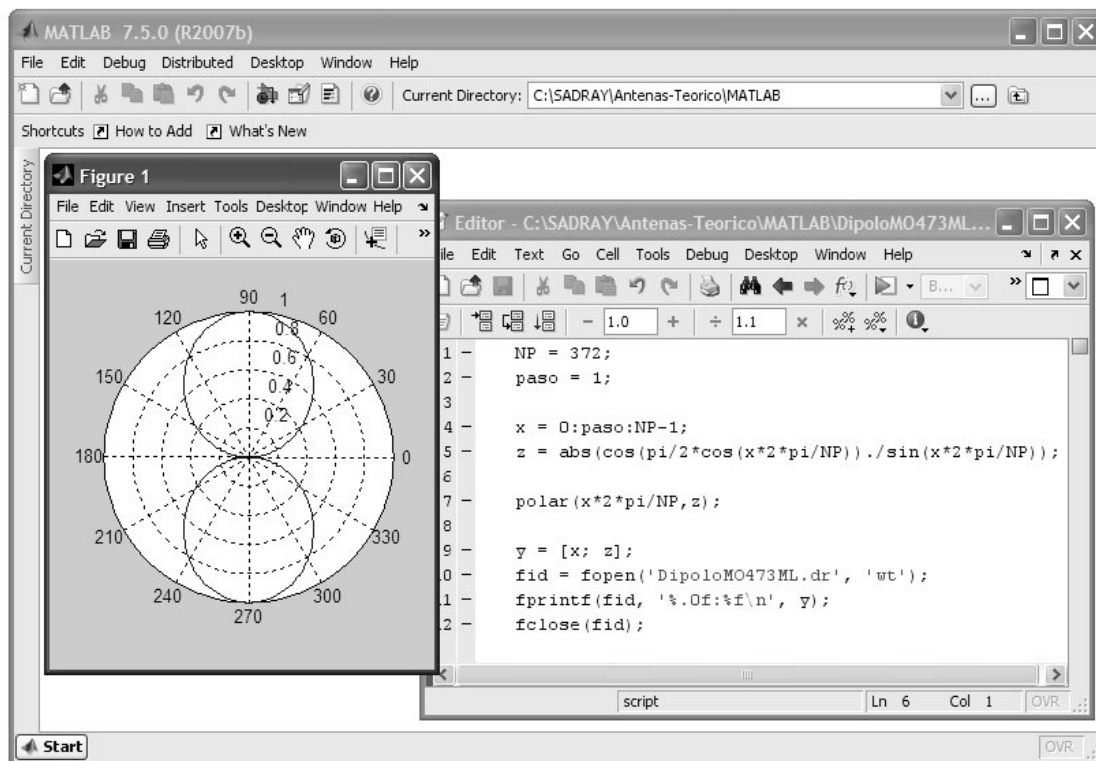 MATLAB 7.5.0 (R2007b)
File Edit Debug Distributed Desktop Window Help
Current Directory: C:\SADRAY\Antenas-Teorico\MATLAB
Shortcuts How to Add What's New
Current Directory
Figure 1
File Edit View Insert Tools Desktop Window Help
90
1
120
60
0.8
0.6
150
30
0.4
0.2
180
0
210
330
240
300
270
Editor - C:\SADRAY\Antenas-Teorico\MATLAB\DipoloMO473ML...
ile Edit Text Go Cell Tools Debug Desktop Window Help
B...
1.0
1.1
1 NP = 372;
2 paso = 1;
3
4 x = 0:paso:NP-1;
5 z = abs(cos(pi/2*cos(x*2*pi/NP))./sin(x*2*pi/NP));
6
7 polar(x*2*pi/NP,z);
8
9 y = [x; z];
10 fid = fopen('DipoloMO473ML.dr', 'wt');
11 fprintf(fid, '%.0f:%f\n', y);
12 fclose(fid);
script
Ln 6 Col 1 OVR
Start
OVR